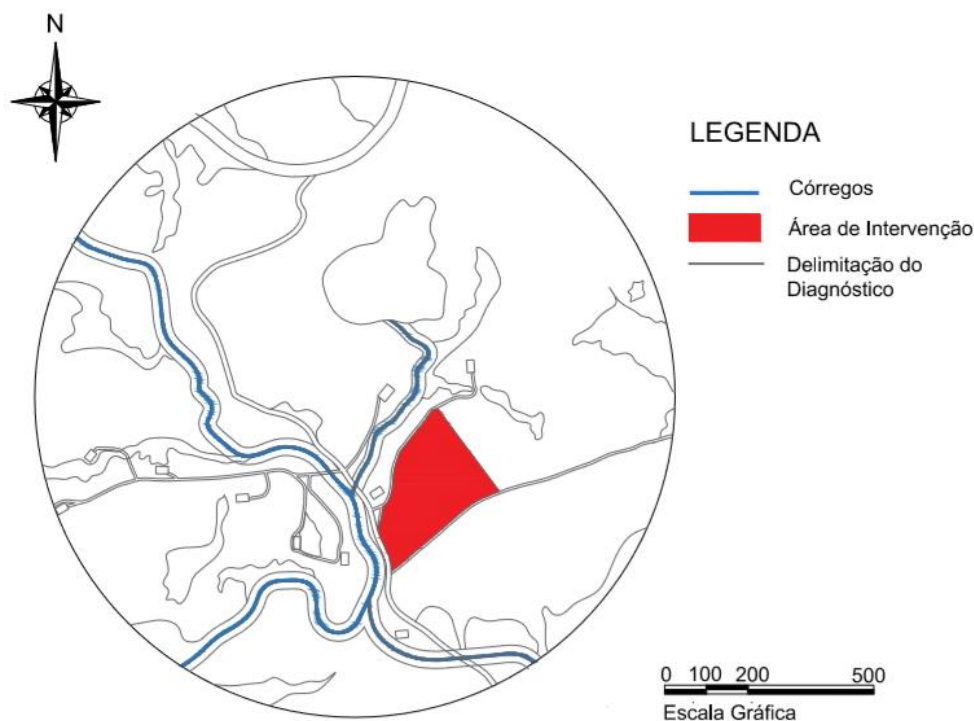 N
LEGENDA
Córregos
Área de Intervenção
Delimitação do
Diagnóstico
0 100 200 500
Escala Gráfica